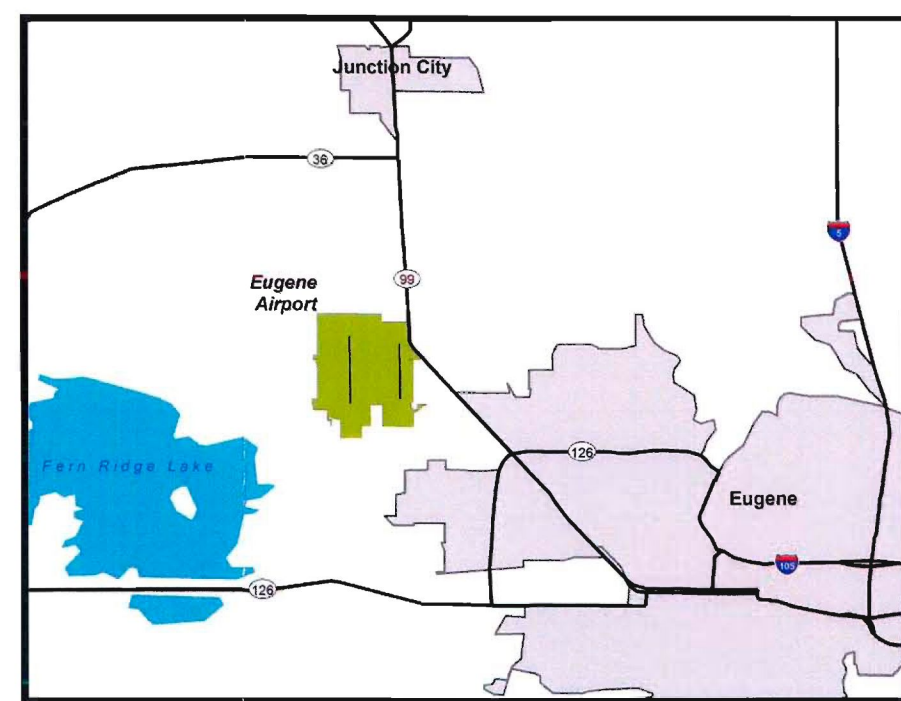 Junction City
36
5
99
Eugene
Airport
Fern Ridge Lake
126
Eugene
105
126